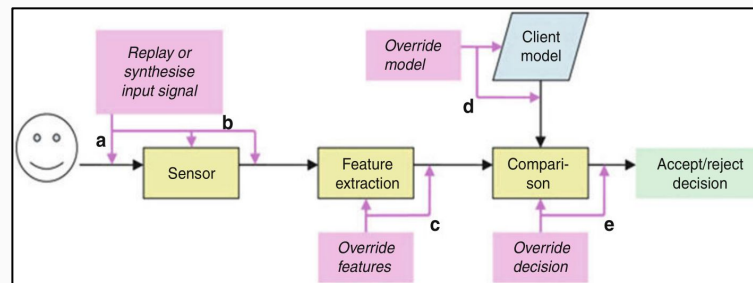 Replay or
synthesise
input signal
Override
model
Client
model
d
a
b
Sensor
Feature
extraction
Compari-
son
Accept/reject
decision
c
e
Override
features
Override
decision